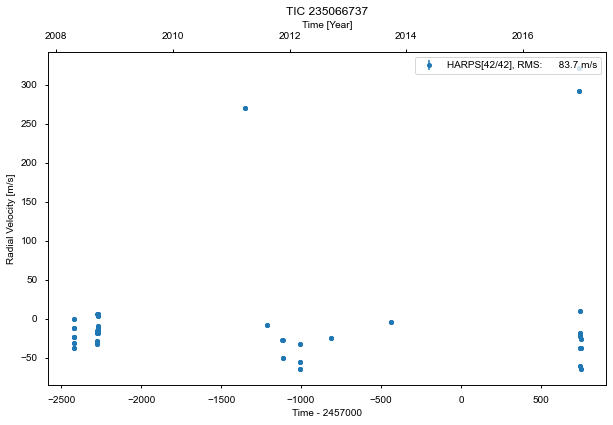 TIC 235066737
Time [Year]
2008 2010 2012 2014 2016
HARPS[42/42], RMS: 83.7 m/s
300
250
200
150
100
50
0
−50
Radial Velocity [m/s]
−2500 −2000 −1500 −1000 −500 0 500
Time - 2457000